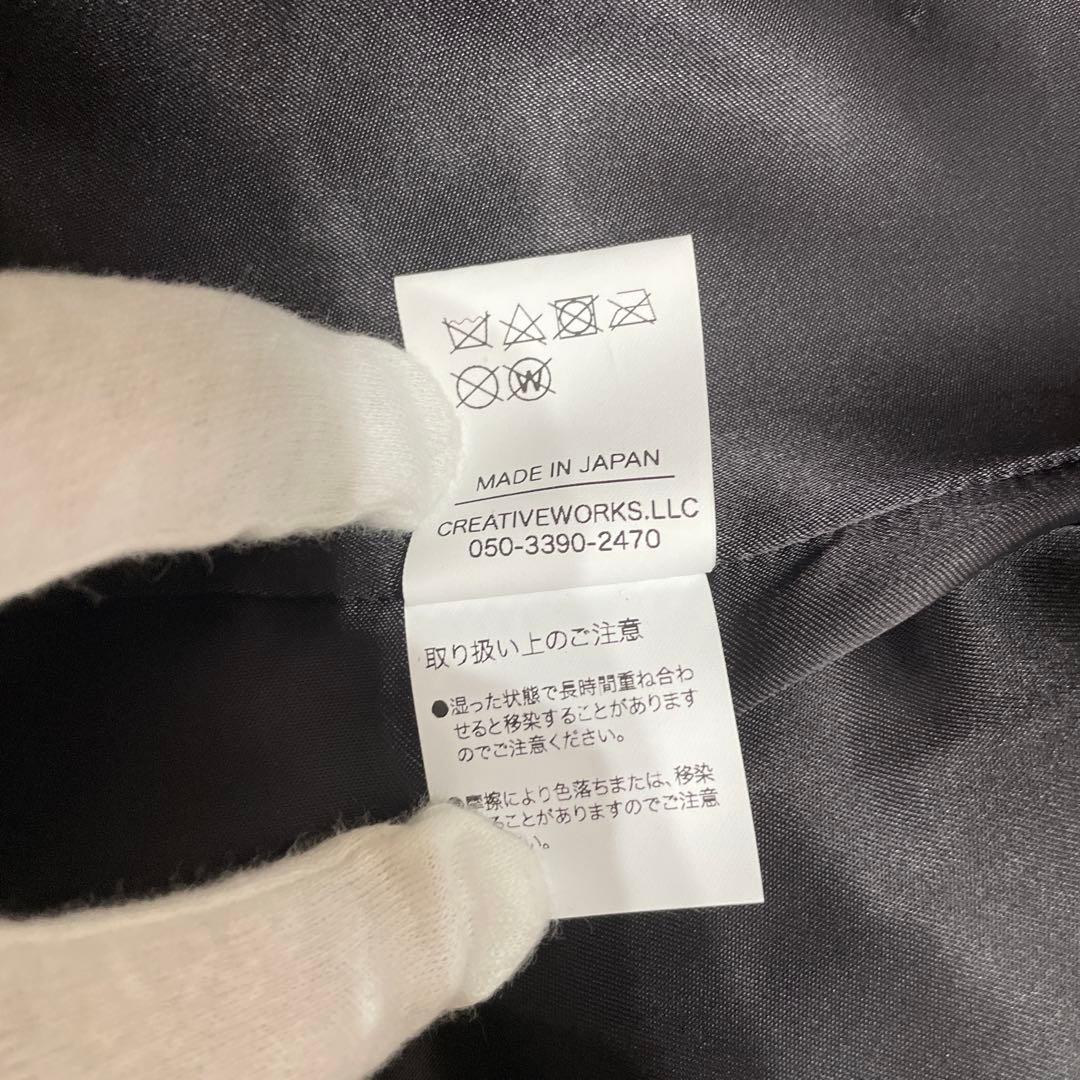 W
MADE IN JAPAN
CREATIVEWORKS.LLC
050-3390-2470
取り扱い上のご注意
●湿った状態で長時間重ね合わ
せると移染することがあります
のでご注意ください。
擦により色落ちまたは、移染
ることがありますのでご注意
い。